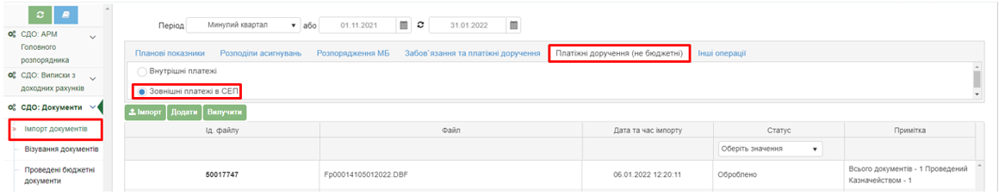 Період Минулий квартал або 01.11.2021 31.01.2022
СДО: АРМ
Головного
розпорядника
СДО: Виписки з
доходних рахунків
СДО: Документи
» Імпорт документів
Візування документів
Проведені бюджетні
документи
Планові показники Розподіли асигнувань Розпорядження МБ Забов`язання та платіжні доручення Платіжні доручення (не бюджетні) Інші операції
Внутрішні платежі
Зовнішні платежі в СЕП
Імпорт Додати Вилучити
Ід. файлу Файл Дата та час імпорту Статус Примітка
Оберіть значення
50017747 Fp00014105012022.DBF 06.01.2022 12:20:11 Оброблено Всього документів - 1 Проведений
Казначейством - 1